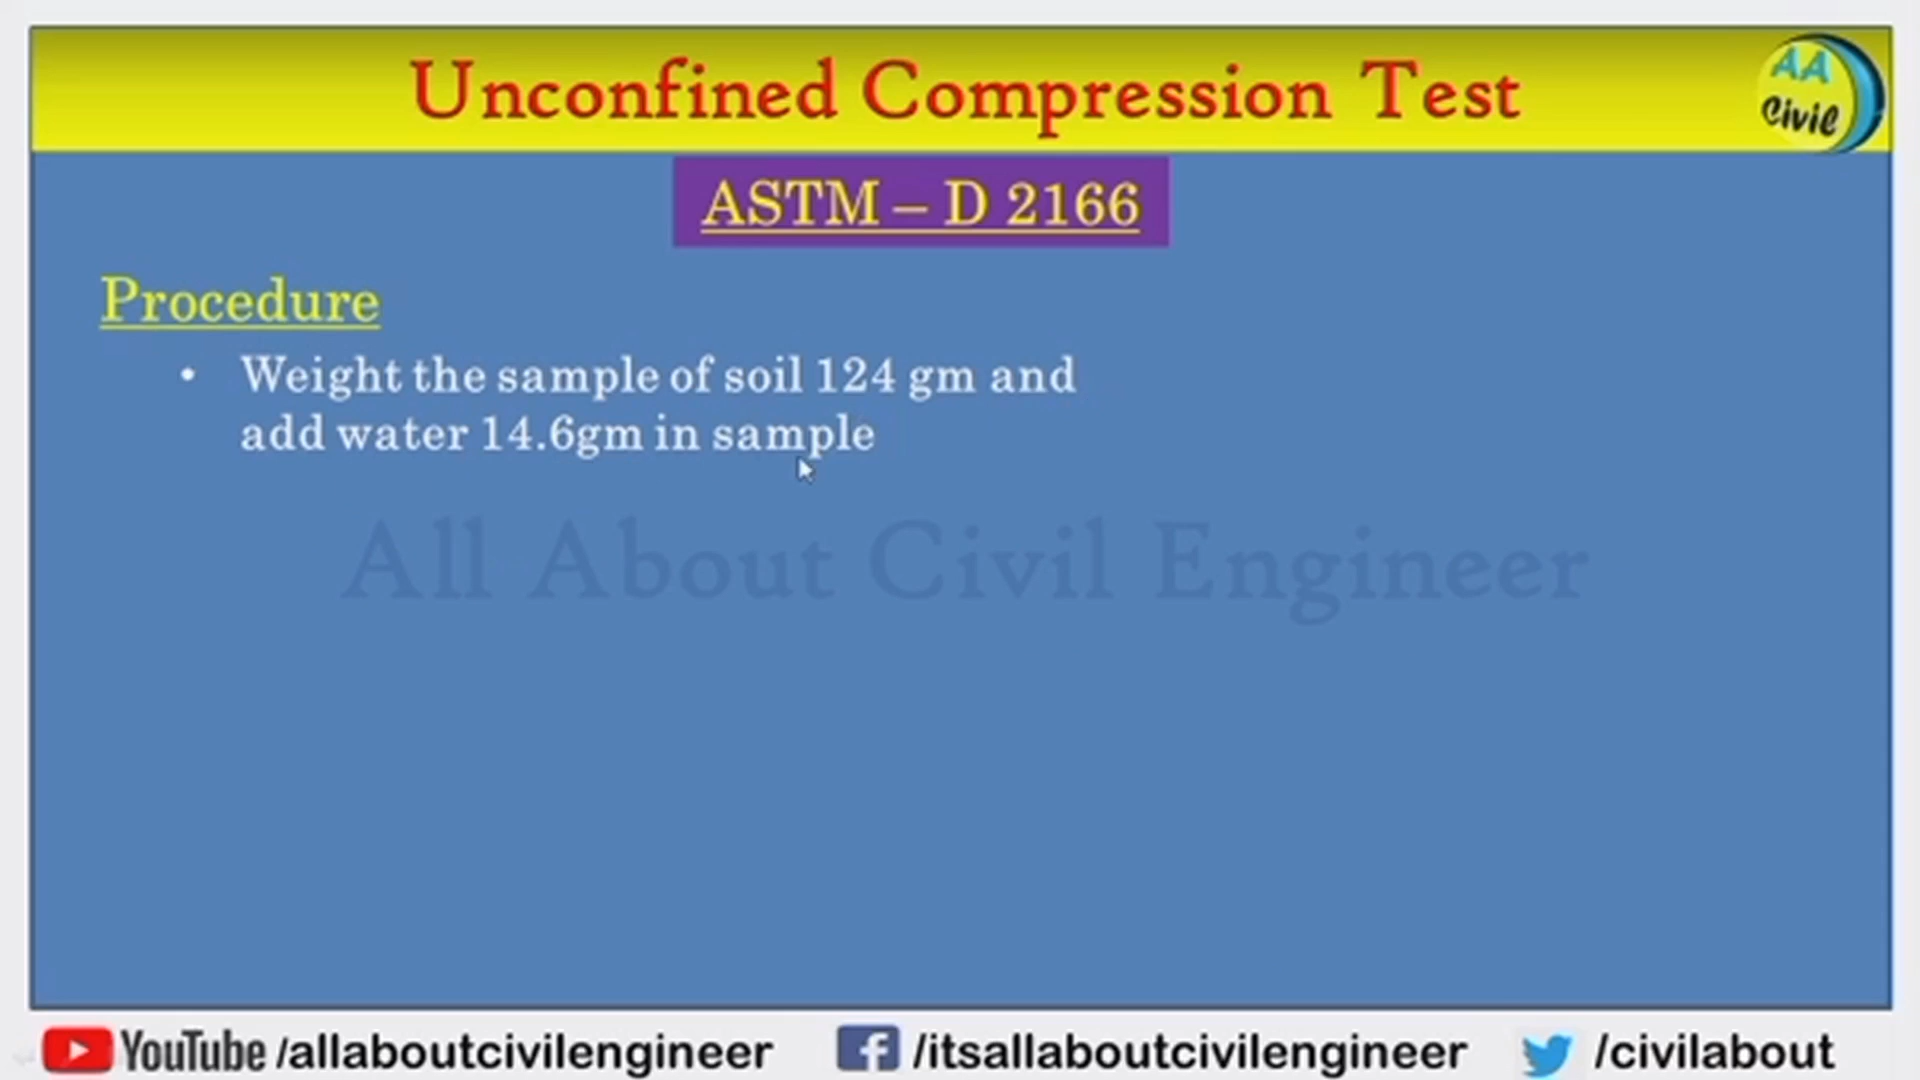 Unconfined Compression Test
AA
Civil
ASTM – D 2166
Procedure
• Weight the sample of soil 124 gm and
add water 14.6gm in sample
All About Civil Engineer
YouTube /allaboutcivilengineer
f /itsallaboutcivilengineer
/civilabout